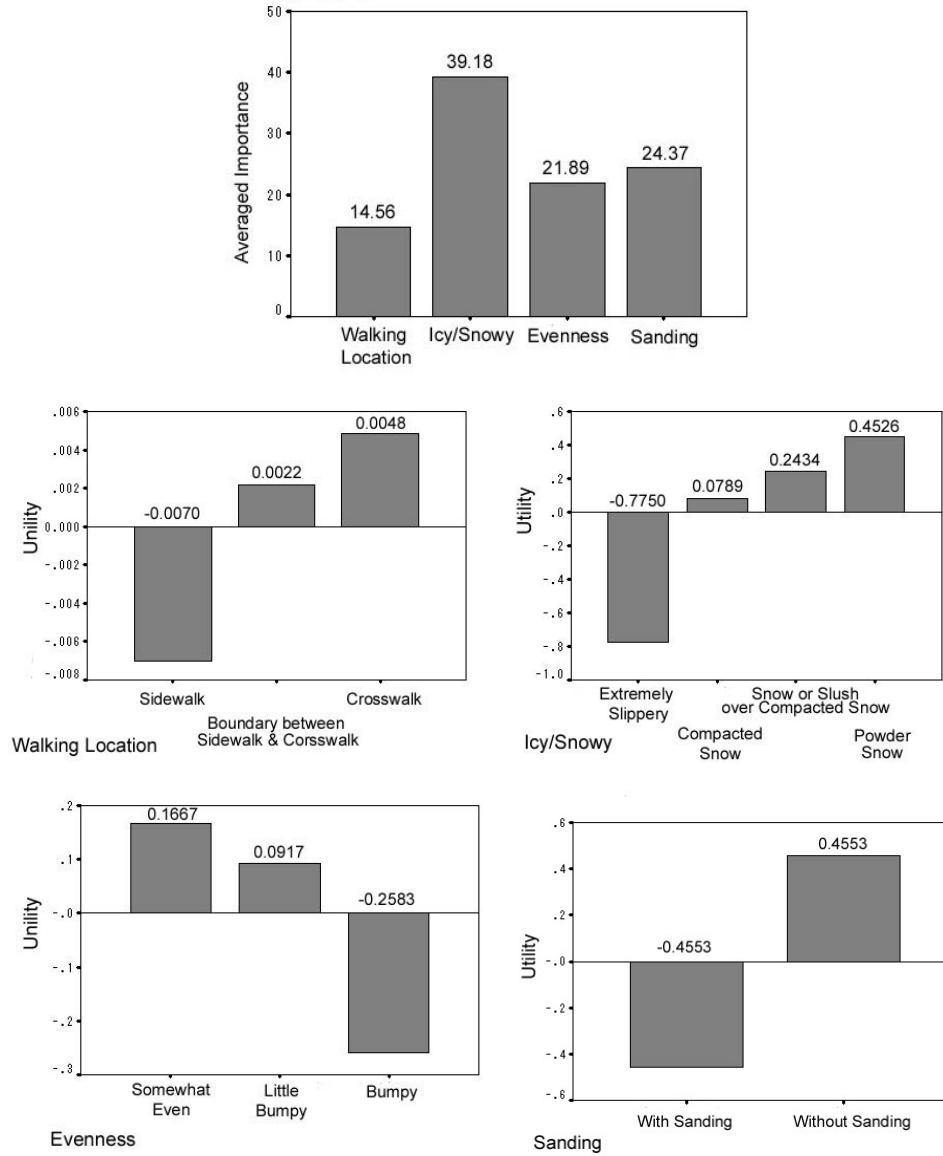 50
40
30
20
10
0
Averaged Importance
14.56
39.18
21.89
24.37
Walking
Location
Icy/Snowy
Evenness
Sanding
.006
.004
.002
0.000
-.002
-.004
-.006
-.008
Unility
-0.0070
0.0022
0.0048
Sidewalk
Boundary between
Sidewalk & Corsswalk
Crosswalk
Walking Location
.6
.4
.2
.0
-.2
-.4
-.6
-.8
-1.0
Utility
-0.7750
0.0789
0.2434
0.4526
Extremely
Slippery
Compacted
Snow
Snow or Slush
over Compacted Snow
Powder
Snow
Icy/Snowy
.2
.1
-.0
-.1
-.2
-.3
Unility
0.1667
0.0917
-0.2583
Somewhat
Even
Little
Bumpy
Bumpy
Evenness
.6
.4
.2
-.0
-.2
-.4
-.6
Utility
-0.4553
0.4553
With Sanding
Without Sanding
Sanding